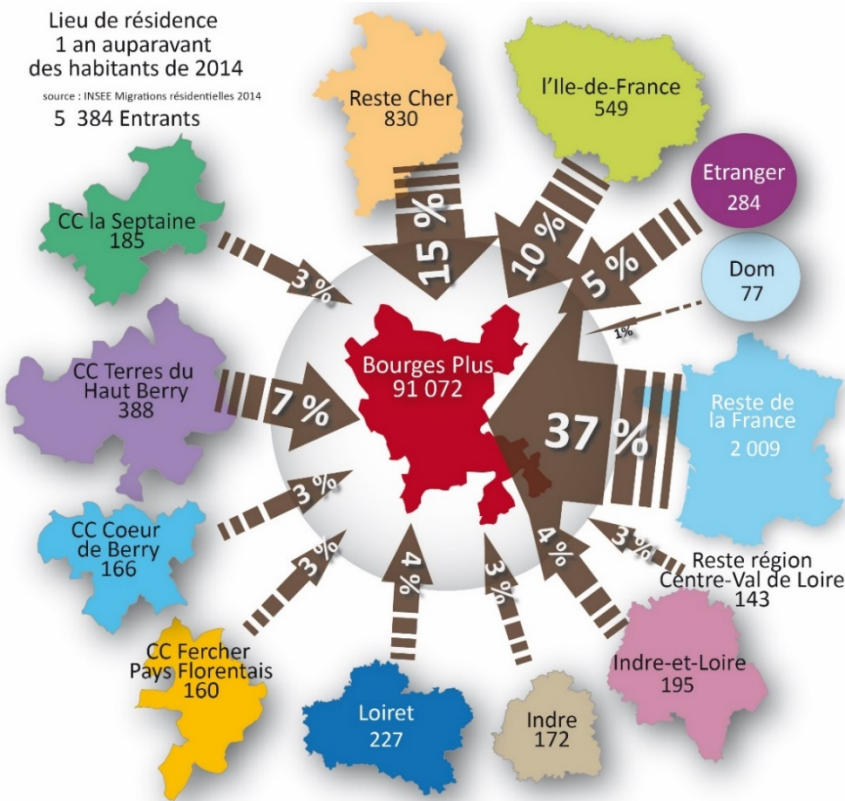 Lieu de résidence
1 an auparavant
des habitants de 2014
source : INSEE Migrations résidentielles 2014
5 384 Entrants
Reste Cher
830
l'Ile-de-France
549
Etranger
284
Dom
77
CC la Septaine
185
3 %
15 %
10 %
5 %
1%
CC Terres du
Haut Berry
388
7 %
Bourges Plus
91 072
37 %
Reste de
la France
2 009
CC Coeur
de Berry
166
3 %
3 %
4 %
3 %
4 %
3 %
Reste région
Centre-Val de Loire
143
CC Fercher
Pays Florentais
160
Loiret
227
Indre
172
Indre-et-Loire
195